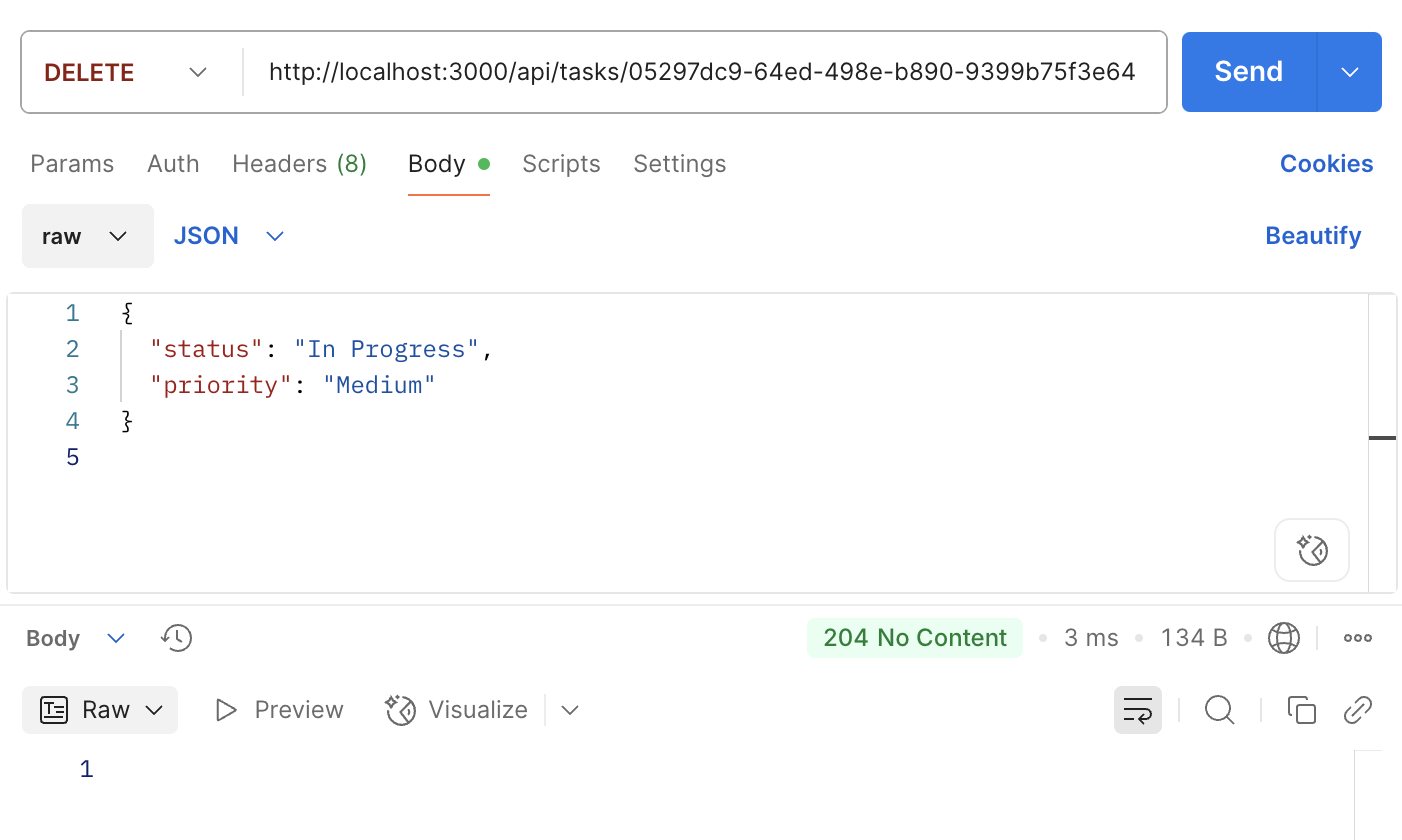 DELETE http://localhost:3000/api/tasks/05297dc9-64ed-498e-b890-9399b75f3e64 Send
Params Auth Headers (8) Body Scripts Settings Cookies
raw JSON Beautify
1 {
2 "status": "In Progress",
3 "priority": "Medium"
4 }
5
Body 204 No Content 3 ms 134 B
Raw Preview Visualize
1